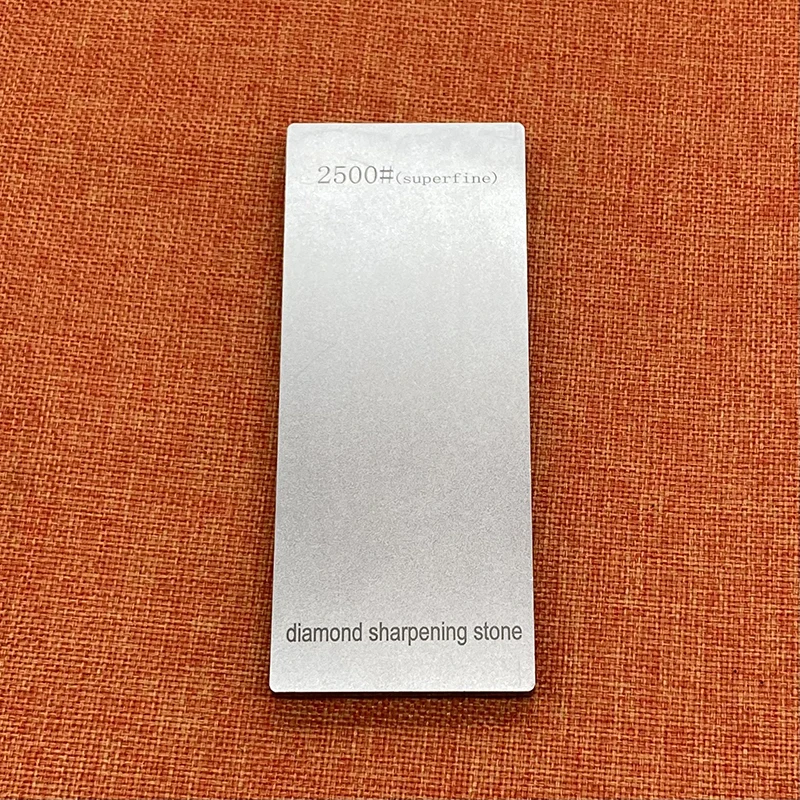 2500#(superfine)
diamond sharpening stone